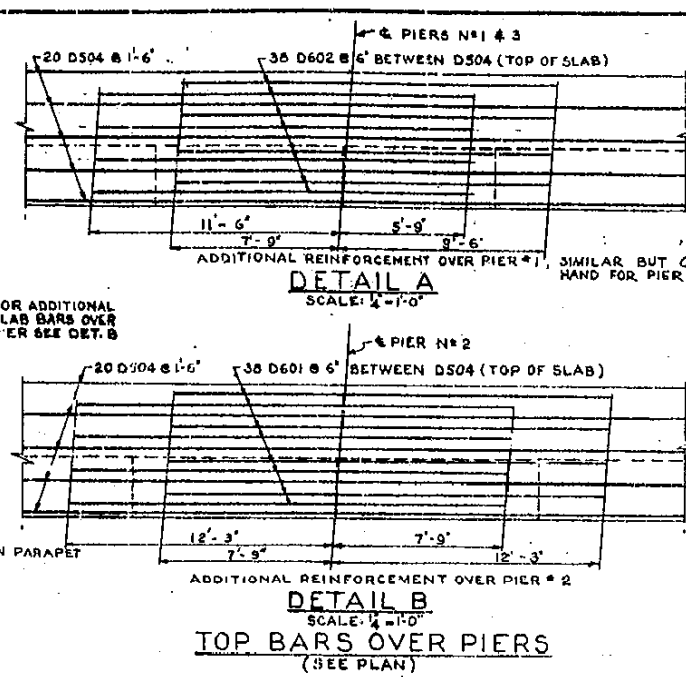 ℄ PIERS Nº1 & 3
20 D504 @ 1'-6"
38 D602 @ 6" BETWEEN D504 (TOP OF SLAB)
11'-6"
5'-9"
7'-9"
9'-6"
ADDITIONAL REINFORCEMENT OVER PIER #1, SIMILAR BUT
HAND FOR PIER
DETAIL A
SCALE: ¼"=1'-0"
OR ADDITIONAL
LAB BARS OVER
ER SEE DET. B
℄ PIER Nº 2
20 D504 @ 1'-6"
38 D601 @ 6" BETWEEN D504 (TOP OF SLAB)
12'-3"
7'-9"
7'-9"
12'-3"
N PARAPET
ADDITIONAL REINFORCEMENT OVER PIER #2
DETAIL B
SCALE: ¼"=1'-0"
TOP BARS OVER PIERS
(SEE PLAN)